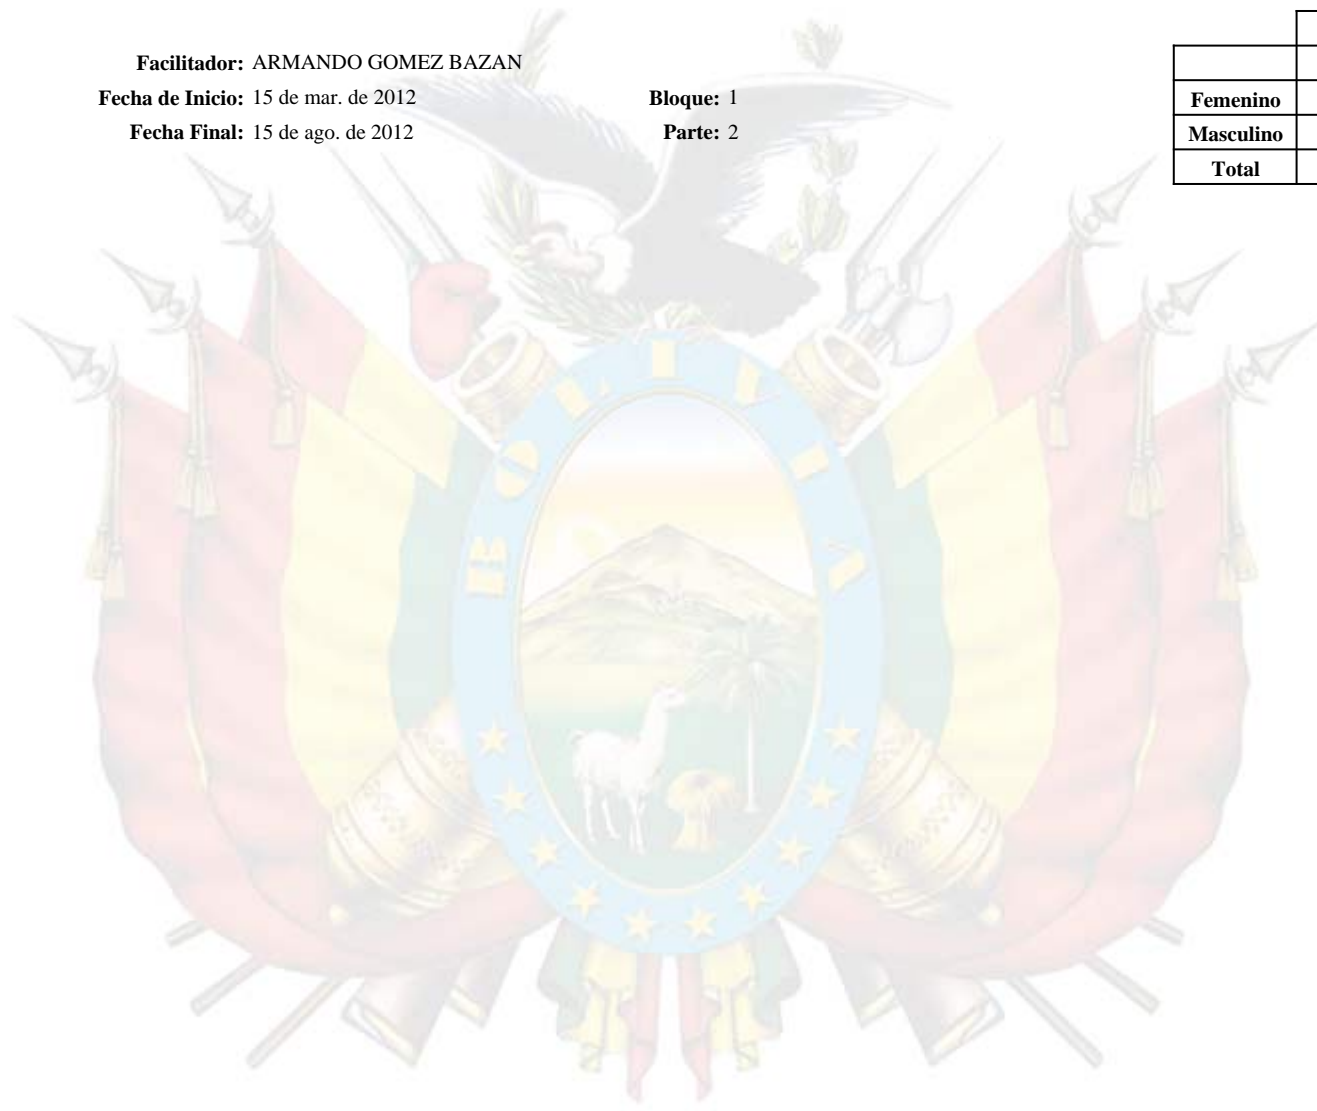 Facilitador: ARMANDO GOMEZ BAZAN
Fecha de Inicio: 15 de mar. de 2012 Bloque: 1
Fecha Final: 15 de ago. de 2012 Parte: 2
Femenino
Masculino
Total
BOLIVIA